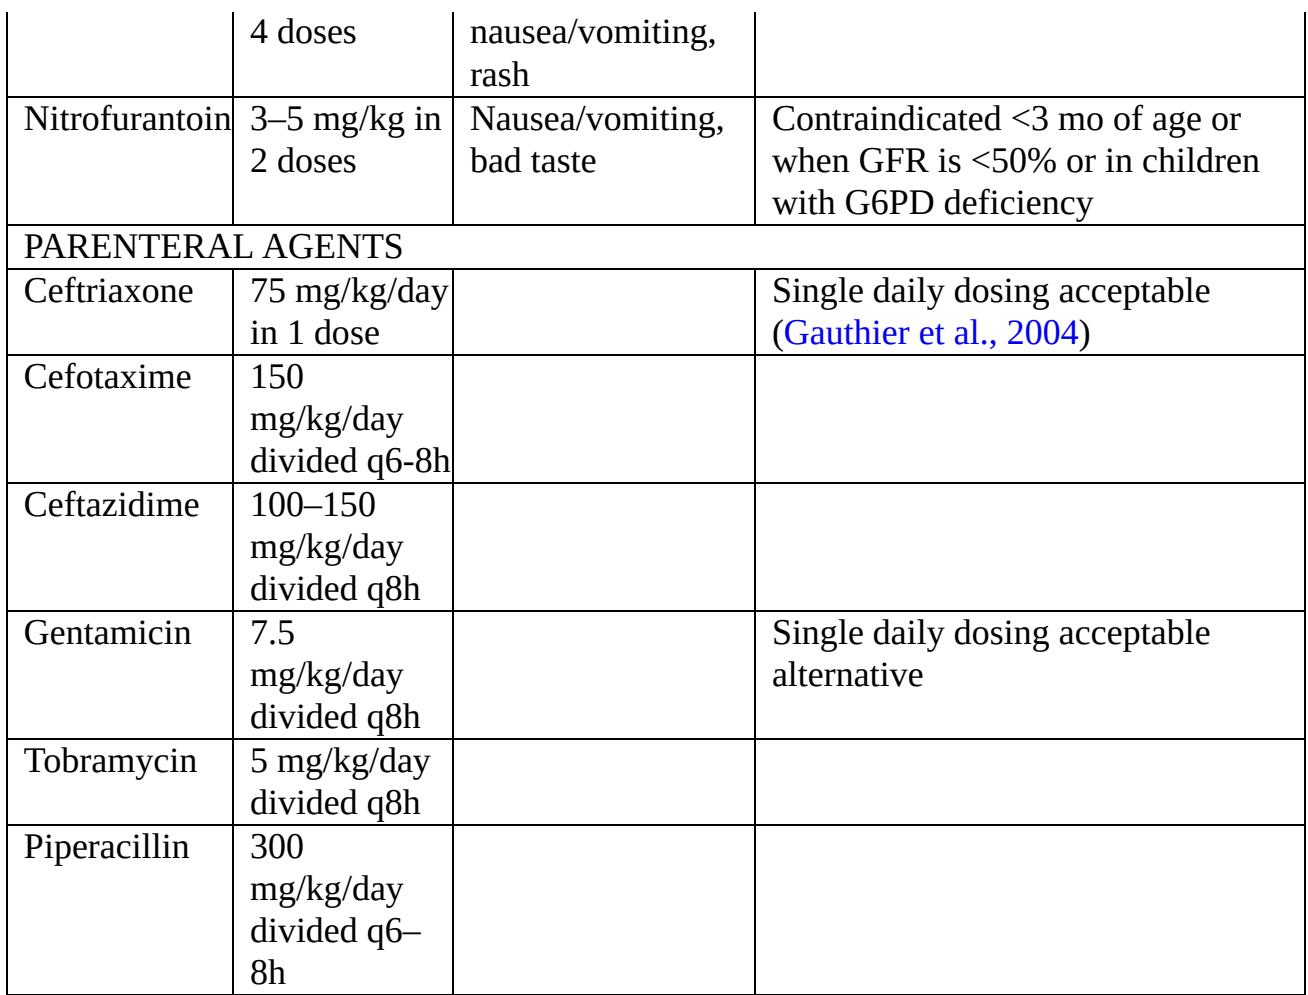 4 doses
nausea/vomiting,
rash
Nitrofurantoin
3–5 mg/kg in
2 doses
Nausea/vomiting,
bad taste
Contraindicated <3 mo of age or
when GFR is <50% or in children
with G6PD deficiency
PARENTERAL AGENTS
Ceftriaxone
75 mg/kg/day
in 1 dose
Single daily dosing acceptable
(Gauthier et al., 2004)
Cefotaxime
150
mg/kg/day
divided q6-8h
Ceftazidime
100–150
mg/kg/day
divided q8h
Gentamicin
7.5
mg/kg/day
divided q8h
Single daily dosing acceptable
alternative
Tobramycin
5 mg/kg/day
divided q8h
Piperacillin
300
mg/kg/day
divided q6–
8h